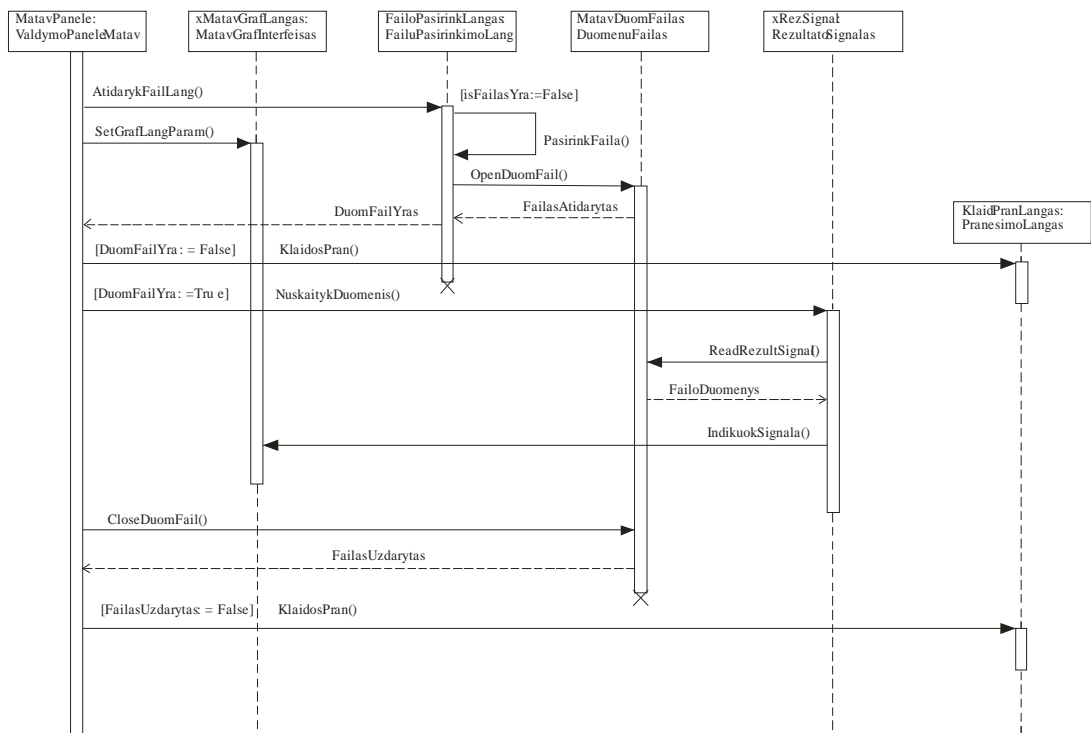 MatavPanele:
ValdymoPaneleMatav
xMatavGrafLangas:
MatavGrafInterfeisas
FailoPasirinkLangas:
FailuPasirinkimoLang
MatavDuomFailas:
DuomenuFailas
xRezSignal:
RezultatoSignalas
AtidarykFailLang()
[isFailasYra:=False]
SetGrafLangParam()
PasirinkFaila()
OpenDuomFail()
DuomFailYras
FailasAtidarytas
KlaidPranLangas:
PranesimoLangas
[DuomFailYra: = False] KlaidosPran()
[DuomFailYra: =Tru e] NuskaitykDuomenis()
ReadRezultSignal()
FailoDuomenys
IndikuokSignala()
CloseDuomFail()
FailasUzdarytas
[FailasUzdarytas: = False] KlaidosPran()